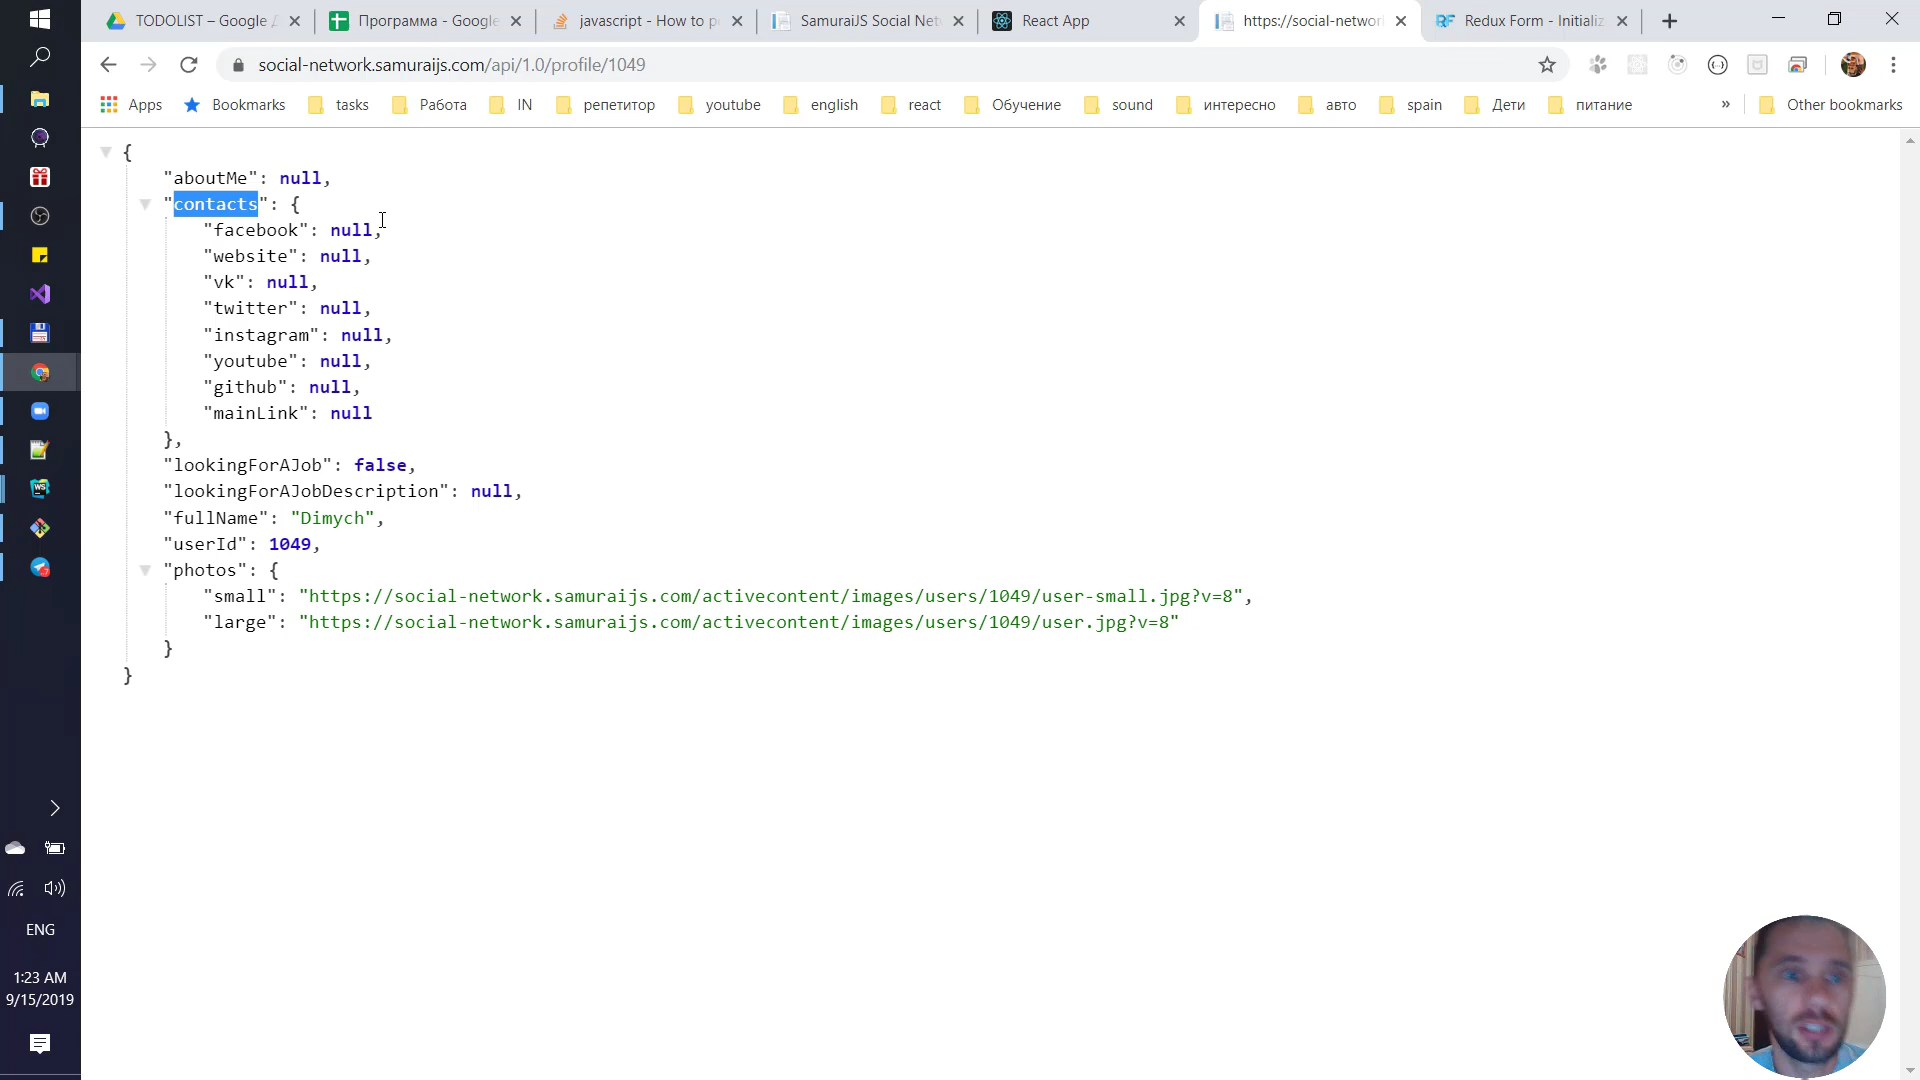 TODOLIST – Google
Программа - Google
javascript - How to p
SamuraiJS Social Net
React App
https://social-networ
Redux Form - Initializ
social-network.samuraijs.com/api/1.0/profile/1049
Apps
Bookmarks
tasks
Работа
IN
репетитор
youtube
english
react
Обучение
sound
интересно
авто
spain
Дети
питание
»
Other bookmarks
{
"aboutMe": null,
"contacts": {
"facebook": null,
"website": null,
"vk": null,
"twitter": null,
"instagram": null,
"youtube": null,
"github": null,
"mainLink": null
},
"lookingForAJob": false,
"lookingForAJobDescription": null,
"fullName": "Dimych",
"userId": 1049,
"photos": {
"small": "https://social-network.samuraijs.com/activecontent/images/users/1049/user-small.jpg?v=8",
"large": "https://social-network.samuraijs.com/activecontent/images/users/1049/user.jpg?v=8"
}
}
ENG
1:23 AM
9/15/2019